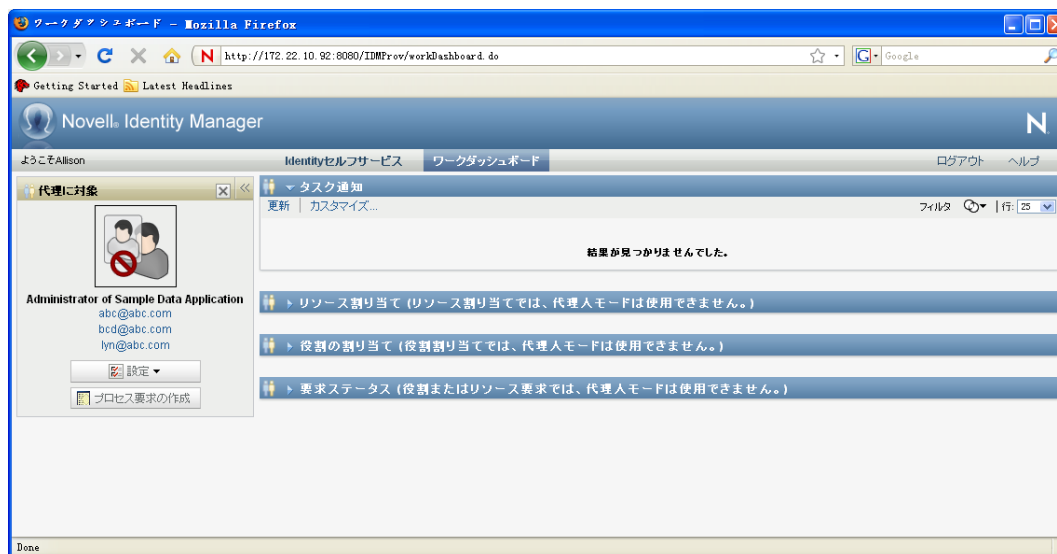 ワークダッシュボード - Mozilla Firefox
http://172.22.10.92:8080/IDMProv/workDashboard.do
Google
Getting Started Latest Headlines
Novell® Identity Manager
N
ようこそAllison Identityセルフサービス ワークダッシュボード ログアウト ヘルプ
代理に対象
Administrator of Sample Data Application
abc@abc.com
bcd@abc.com
lyn@abc.com
設定
プロセス要求の作成
タスク通知
更新 カスタマイズ... フィルタ 行: 25
結果が見つかりませんでした。
リソース割り当て (リソース割り当てでは、代理人モードは使用できません。)
役割の割り当て (役割割り当てでは、代理人モードは使用できません。)
要求ステータス (役割またはリソース要求では、代理人モードは使用できません。)
Done